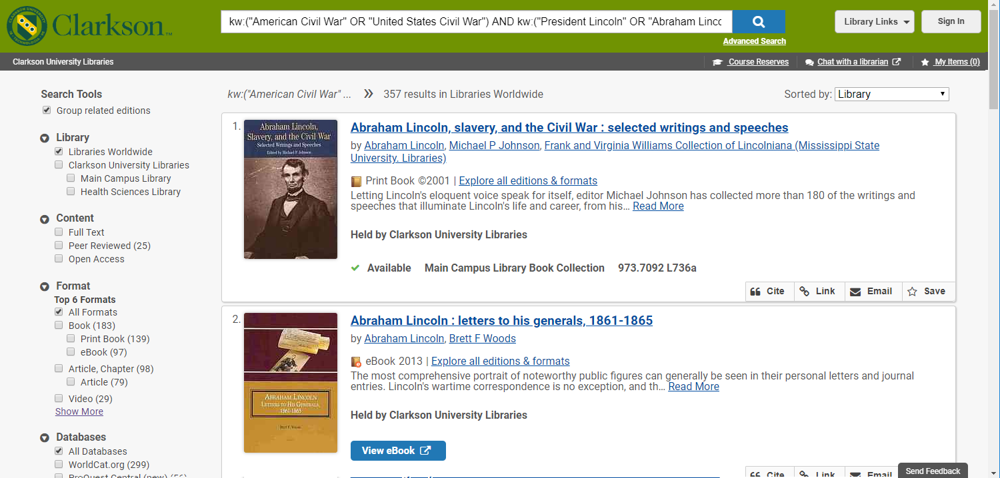 Clarkson™
kw:("American Civil War" OR "United States Civil War") AND kw:("President Lincoln" OR "Abraham Linc
Library Links
Sign In
Advanced Search
Clarkson University Libraries
Course Reserves
Chat with a librarian
My Items (0)
Search Tools
Group related editions
Library
Libraries Worldwide
Clarkson University Libraries
Main Campus Library
Health Sciences Library
Content
Full Text
Peer Reviewed (25)
Open Access
Format
Top 6 Formats
All Formats
Book (183)
Print Book (139)
eBook (97)
Article, Chapter (98)
Article (79)
Video (29)
Show More
Databases
All Databases
WorldCat.org (299)
ProQuest Central (new) (56)
kw:("American Civil War" ... » 357 results in Libraries Worldwide
Sorted by: Library
1.
Abraham Lincoln,
Slavery, and the Civil War
Selected Writings and Speeches
Edited by Michael P. Johnson
Abraham Lincoln, slavery, and the Civil War : selected writings and speeches
by Abraham Lincoln, Michael P Johnson, Frank and Virginia Williams Collection of Lincolniana (Mississippi State
University. Libraries)
Print Book ©2001 | Explore all editions & formats
Letting Lincoln's eloquent voice speak for itself, editor Michael Johnson has collected more than 180 of the writings and
speeches that illuminate Lincoln's life and career, from his... Read More
Held by Clarkson University Libraries
Available Main Campus Library Book Collection 973.7092 L736a
Cite Link Email Save
2.
ABRAHAM LINCOLN
LETTERS TO HIS GENERALS,
1861-1865
Brett F. Woods
Abraham Lincoln : letters to his generals, 1861-1865
by Abraham Lincoln, Brett F Woods
eBook 2013 | Explore all editions & formats
The most comprehensive portrait of noteworthy public figures can generally be seen in their personal letters and journal
entries. Lincoln's wartime correspondence is no exception, and th... Read More
Held by Clarkson University Libraries
View eBook
Cite Link Email
Send Feedback